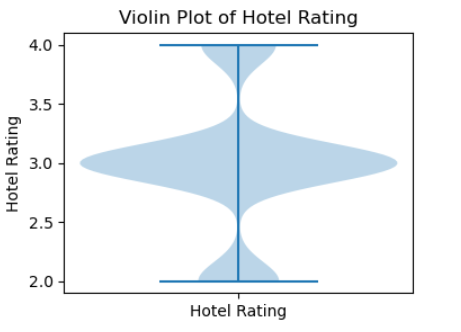 Violin Plot of Hotel Rating
4.0
3.5
3.0
2.5
2.0
Hotel Rating
Hotel Rating